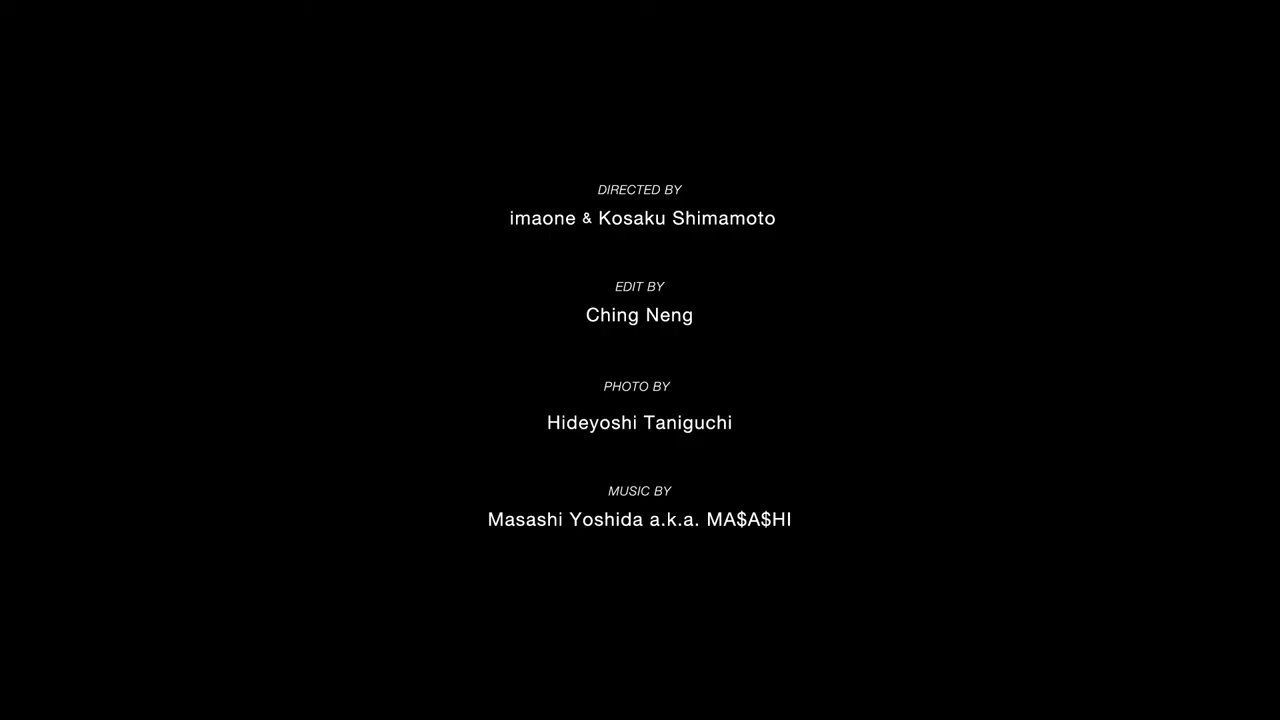 DIRECTED BY
imaone & Kosaku Shimamoto
EDIT BY
Ching Neng
PHOTO BY
Hideyoshi Taniguchi
MUSIC BY
Masashi Yoshida a.k.a. MA$A$HI